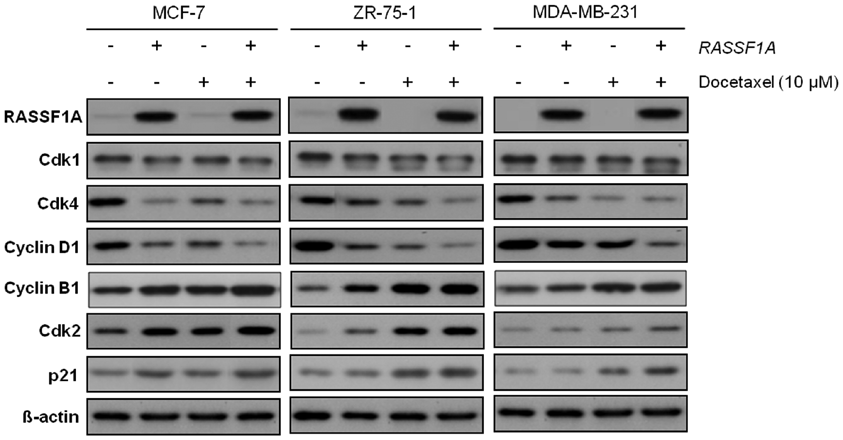 MCF-7 ZR-75-1 MDA-MB-231
- + - + - + - + - + - + RASSF1A
- - + + - - + + - - + + Docetaxel (10 µM)
RASSF1A
Cdk1
Cdk4
Cyclin D1
Cyclin B1
Cdk2
p21
ß-actin